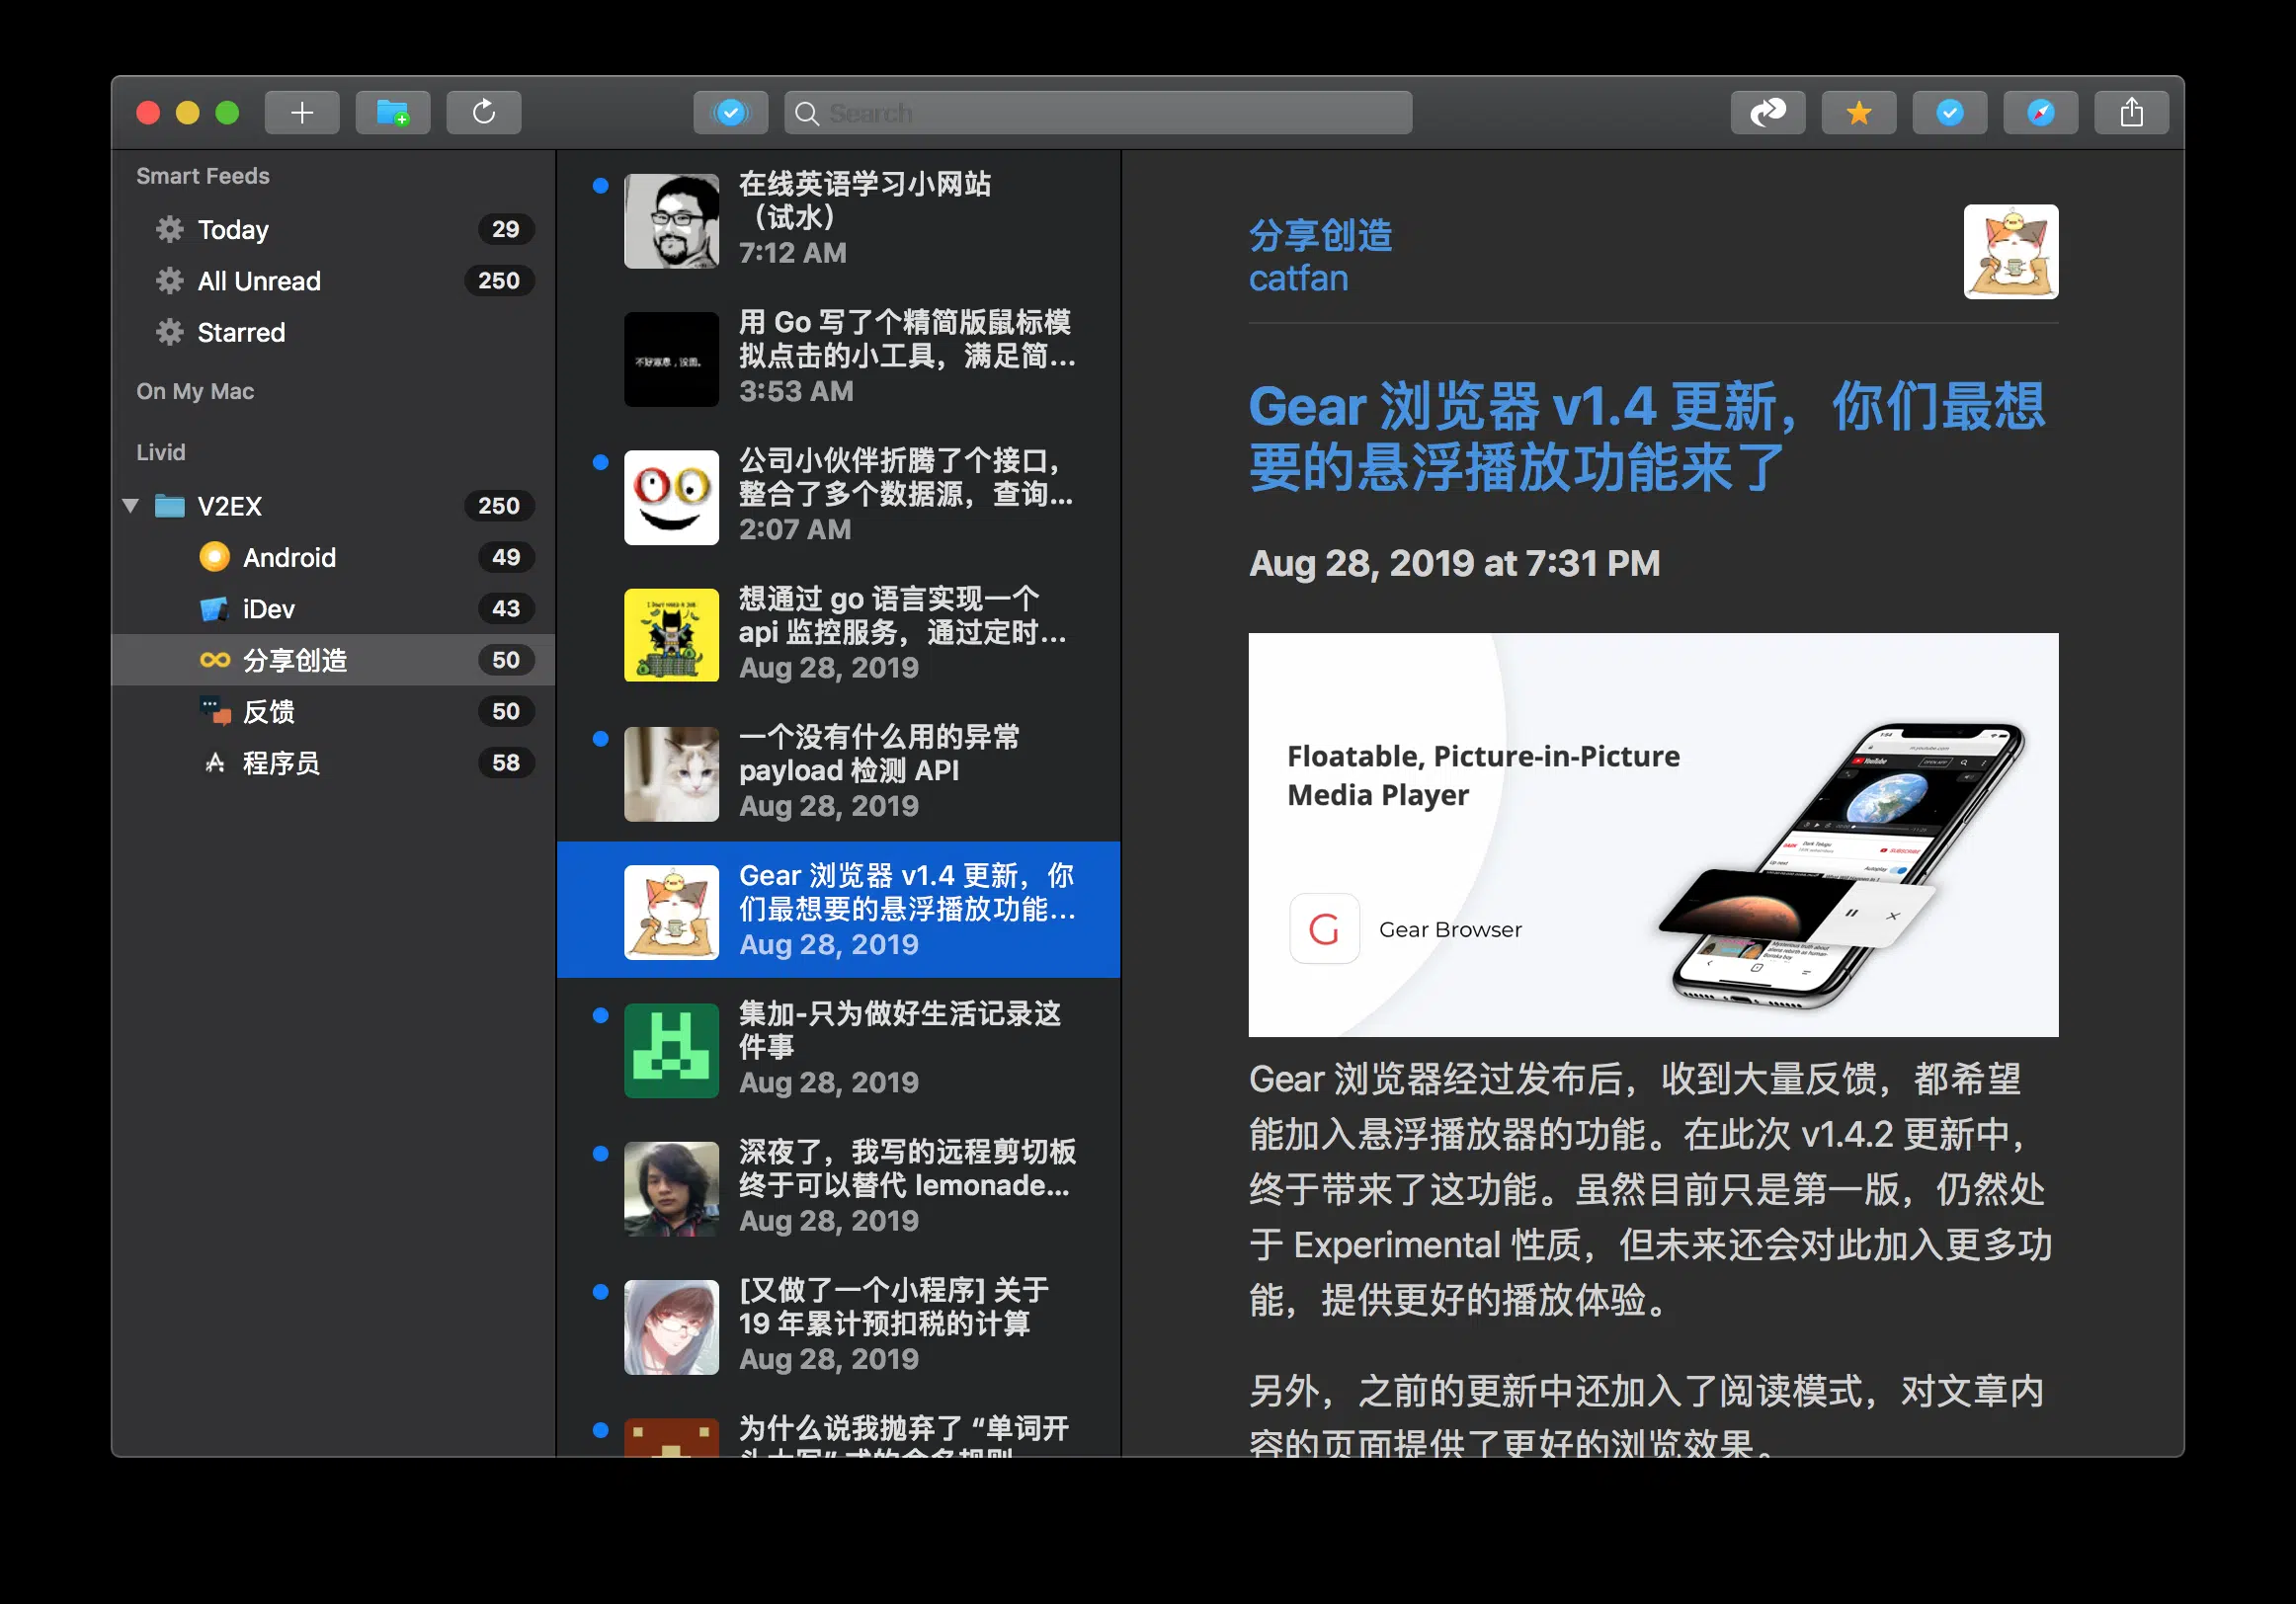 Search
Smart Feeds
Today 29
All Unread 250
Starred
On My Mac
Livid
V2EX 250
Android 49
iDev 43
分享创造 50
反馈 50
程序员 58
在线英语学习小网站
（试水）
7:12 AM
不好意思，没图。
用 Go 写了个精简版鼠标模
拟点击的小工具，满足简...
3:53 AM
公司小伙伴折腾了个接口，
整合了多个数据源，查询...
2:07 AM
想通过 go 语言实现一个
api 监控服务，通过定时...
Aug 28, 2019
一个没有什么用的异常
payload 检测 API
Aug 28, 2019
Gear 浏览器 v1.4 更新，你
们最想要的悬浮播放功能...
Aug 28, 2019
集加-只为做好生活记录这
件事
Aug 28, 2019
深夜了，我写的远程剪切板
终于可以替代 lemonade...
Aug 28, 2019
[又做了一个小程序] 关于
19 年累计预扣税的计算
Aug 28, 2019
为什么说我抛弃了 “单词开
头大写” 式的命名规则
分享创造
catfan
Gear 浏览器 v1.4 更新，你们最想
要的悬浮播放功能来了
Aug 28, 2019 at 7:31 PM
Floatable, Picture-in-Picture
Media Player
G Gear Browser
YouTube
Gear 浏览器经过发布后，收到大量反馈，都希望
能加入悬浮播放器的功能。在此次 v1.4.2 更新中，
终于带来了这功能。虽然目前只是第一版，仍然处
于 Experimental 性质，但未来还会对此加入更多功
能，提供更好的播放体验。
另外，之前的更新中还加入了阅读模式，对文章内
容的页面提供了更好的浏览效果。